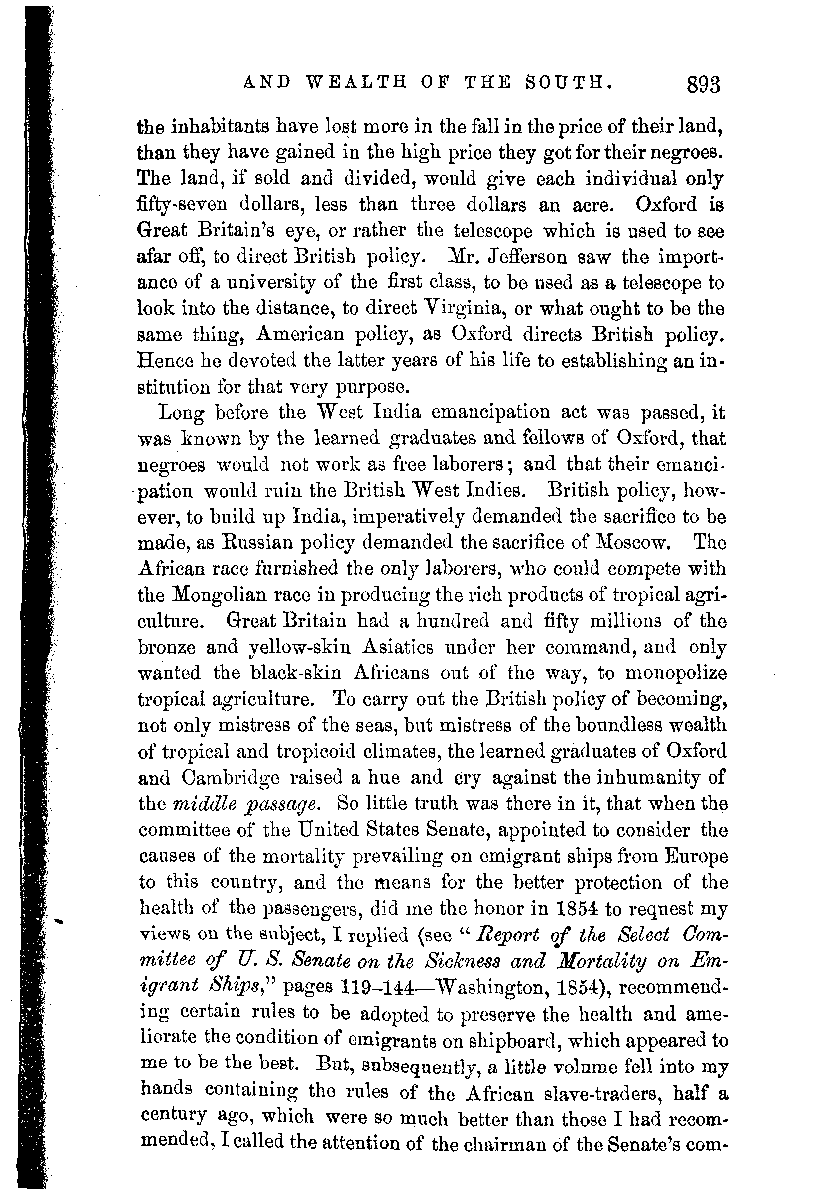 AND WEALTH OF THE SOUTH. 893
the inhabitants have lost more in the fall in the price of their land,
than they have gained in the high price they got for their negroes.
The land, if sold and divided, would give each individual only
fifty-seven dollars, less than three dollars an acre. Oxford is
Great Britain's eye, or rather the telescope which is used to see
afar off, to direct British policy. Mr. Jefferson saw the import-
ance of a university of the first class, to be used as a telescope to
look into the distance, to direct Virginia, or what ought to be the
same thing, American policy, as Oxford directs British policy.
Hence he devoted the latter years of his life to establishing an in-
stitution for that very purpose.
Long before the West India emancipation act was passed, it
was known by the learned graduates and fellows of Oxford, that
negroes would not work as free laborers; and that their emanci-
pation would ruin the British West Indies. British policy, how-
ever, to build up India, imperatively demanded the sacrifice to be
made, as Russian policy demanded the sacrifice of Moscow. The
African race furnished the only laborers, who could compete with
the Mongolian race in producing the rich products of tropical agri-
culture. Great Britain had a hundred and fifty millions of the
bronze and yellow-skin Asiatics under her command, and only
wanted the black-skin Africans out of the way, to monopolize
tropical agriculture. To carry out the British policy of becoming,
not only mistress of the seas, but mistress of the boundless wealth
of tropical and tropicoid climates, the learned graduates of Oxford
and Cambridge raised a hue and cry against the inhumanity of
the middle passage. So little truth was there in it, that when the
committee of the United States Senate, appointed to consider the
causes of the mortality prevailing on emigrant ships from Europe
to this country, and the means for the better protection of the
health of the passengers, did me the honor in 1854 to request my
views on the subject, I replied (see "Report of the Select Com-
mittee of U. S. Senate on the Sickness and Mortality on Em-
igrant Ships," pages 119–144—Washington, 1854), recommend-
ing certain rules to be adopted to preserve the health and ame-
liorate the condition of emigrants on shipboard, which appeared to
me to be the best. But, subsequently, a little volume fell into my
hands containing the rules of the African slave-traders, half a
century ago, which were so much better than those I had recom-
mended, I called the attention of the chairman of the Senate's com-